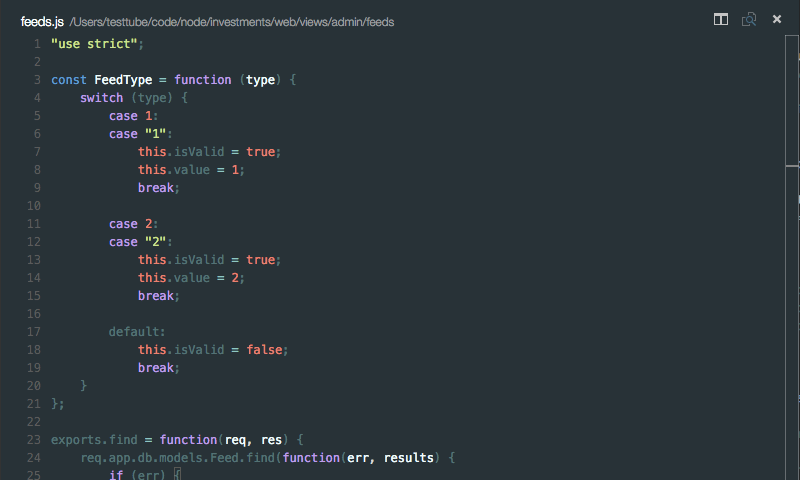 feeds.js /Users/testtube/code/node/investments/web/views/admin/feeds
1 "use strict";
2
3 const FeedType = function (type) {
4     switch (type) {
5         case 1:
6         case "1":
7             this.isValid = true;
8             this.value = 1;
9             break;
10
11         case 2:
12         case "2":
13             this.isValid = true;
14             this.value = 2;
15             break;
16
17         default:
18             this.isValid = false;
19             break;
20     }
21 };
22
23 exports.find = function(req, res) {
24     req.app.db.models.Feed.find(function(err, results) {
25         if (err) {